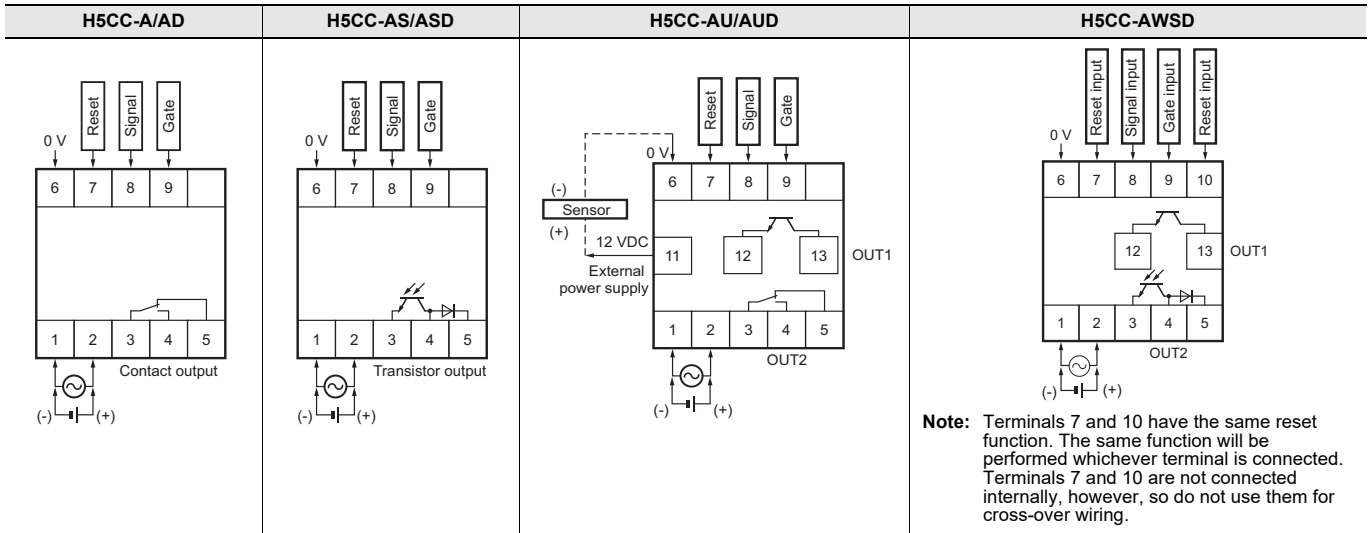 H5CC-A/AD
H5CC-AS/ASD
H5CC-AU/AUD
H5CC-AWSD
0 V
Reset
Signal
Gate
6 7 8 9
1 2 3 4 5
Contact output
(-) (+)
0 V
Reset
Signal
Gate
6 7 8 9
1 2 3 4 5
Transistor output
(-) (+)
0 V
Reset
Signal
Gate
6 7 8 9
(-)
Sensor
(+)
12 VDC
External
power supply
11 12 13 OUT1
1 2 3 4 5
OUT2
(-) (+)
0 V
Reset input
Signal input
Gate input
Reset input
6 7 8 9 10
12 13 OUT1
1 2 3 4 5
OUT2
(-) (+)
Note: Terminals 7 and 10 have the same reset
function. The same function will be
performed whichever terminal is connected.
Terminals 7 and 10 are not connected
internally, however, so do not use them for
cross-over wiring.